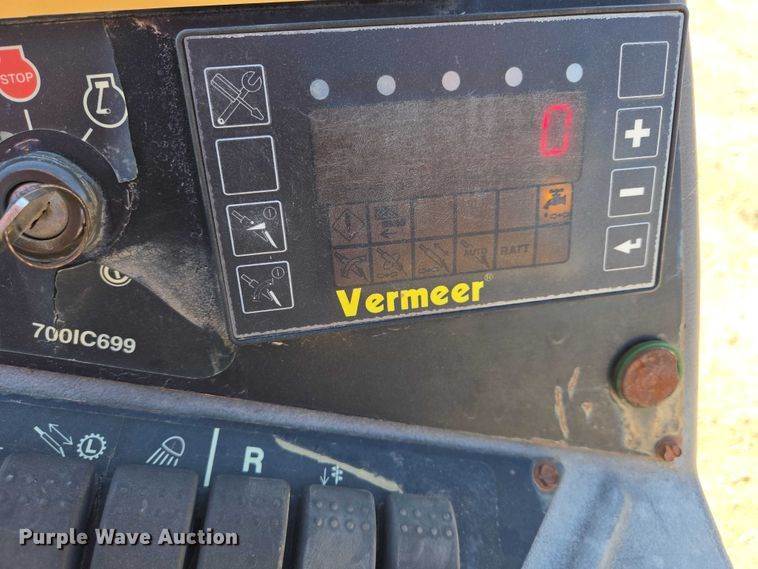 STOP
0
AUTO
BATT
Vermeer®
700IC699
L
R
Purple Wave Auction